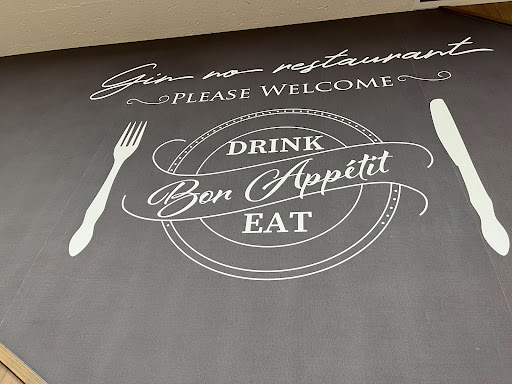 Gin no restaurant
PLEASE WELCOME
DRINK
Bon Appétit
EAT